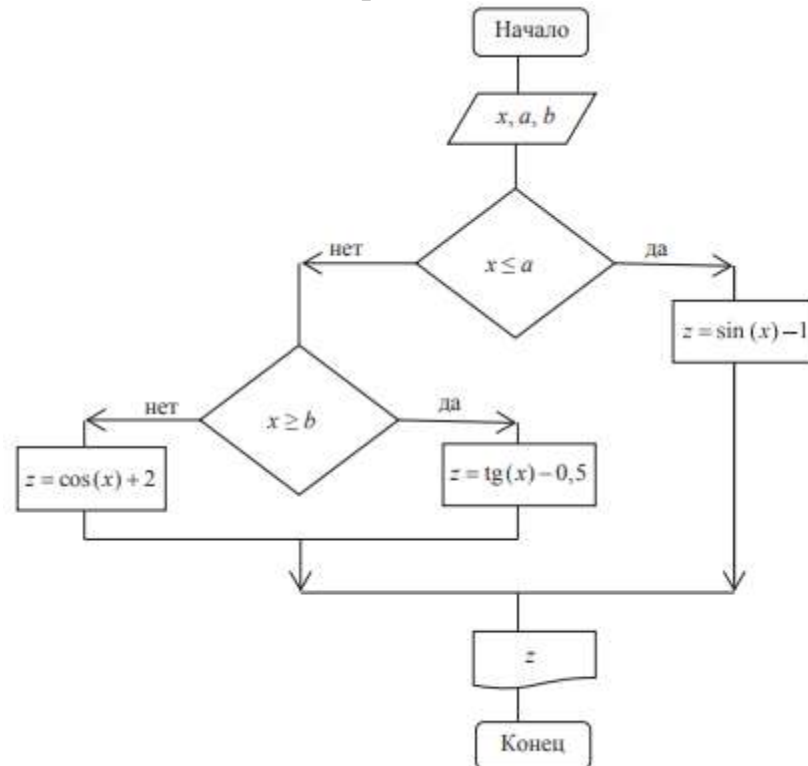 Начало
x, a, b
нет
да
x ≤ a
z = sin (x) – 1
нет
да
x ≥ b
z = cos(x) + 2
z = tg(x) – 0,5
z
Конец